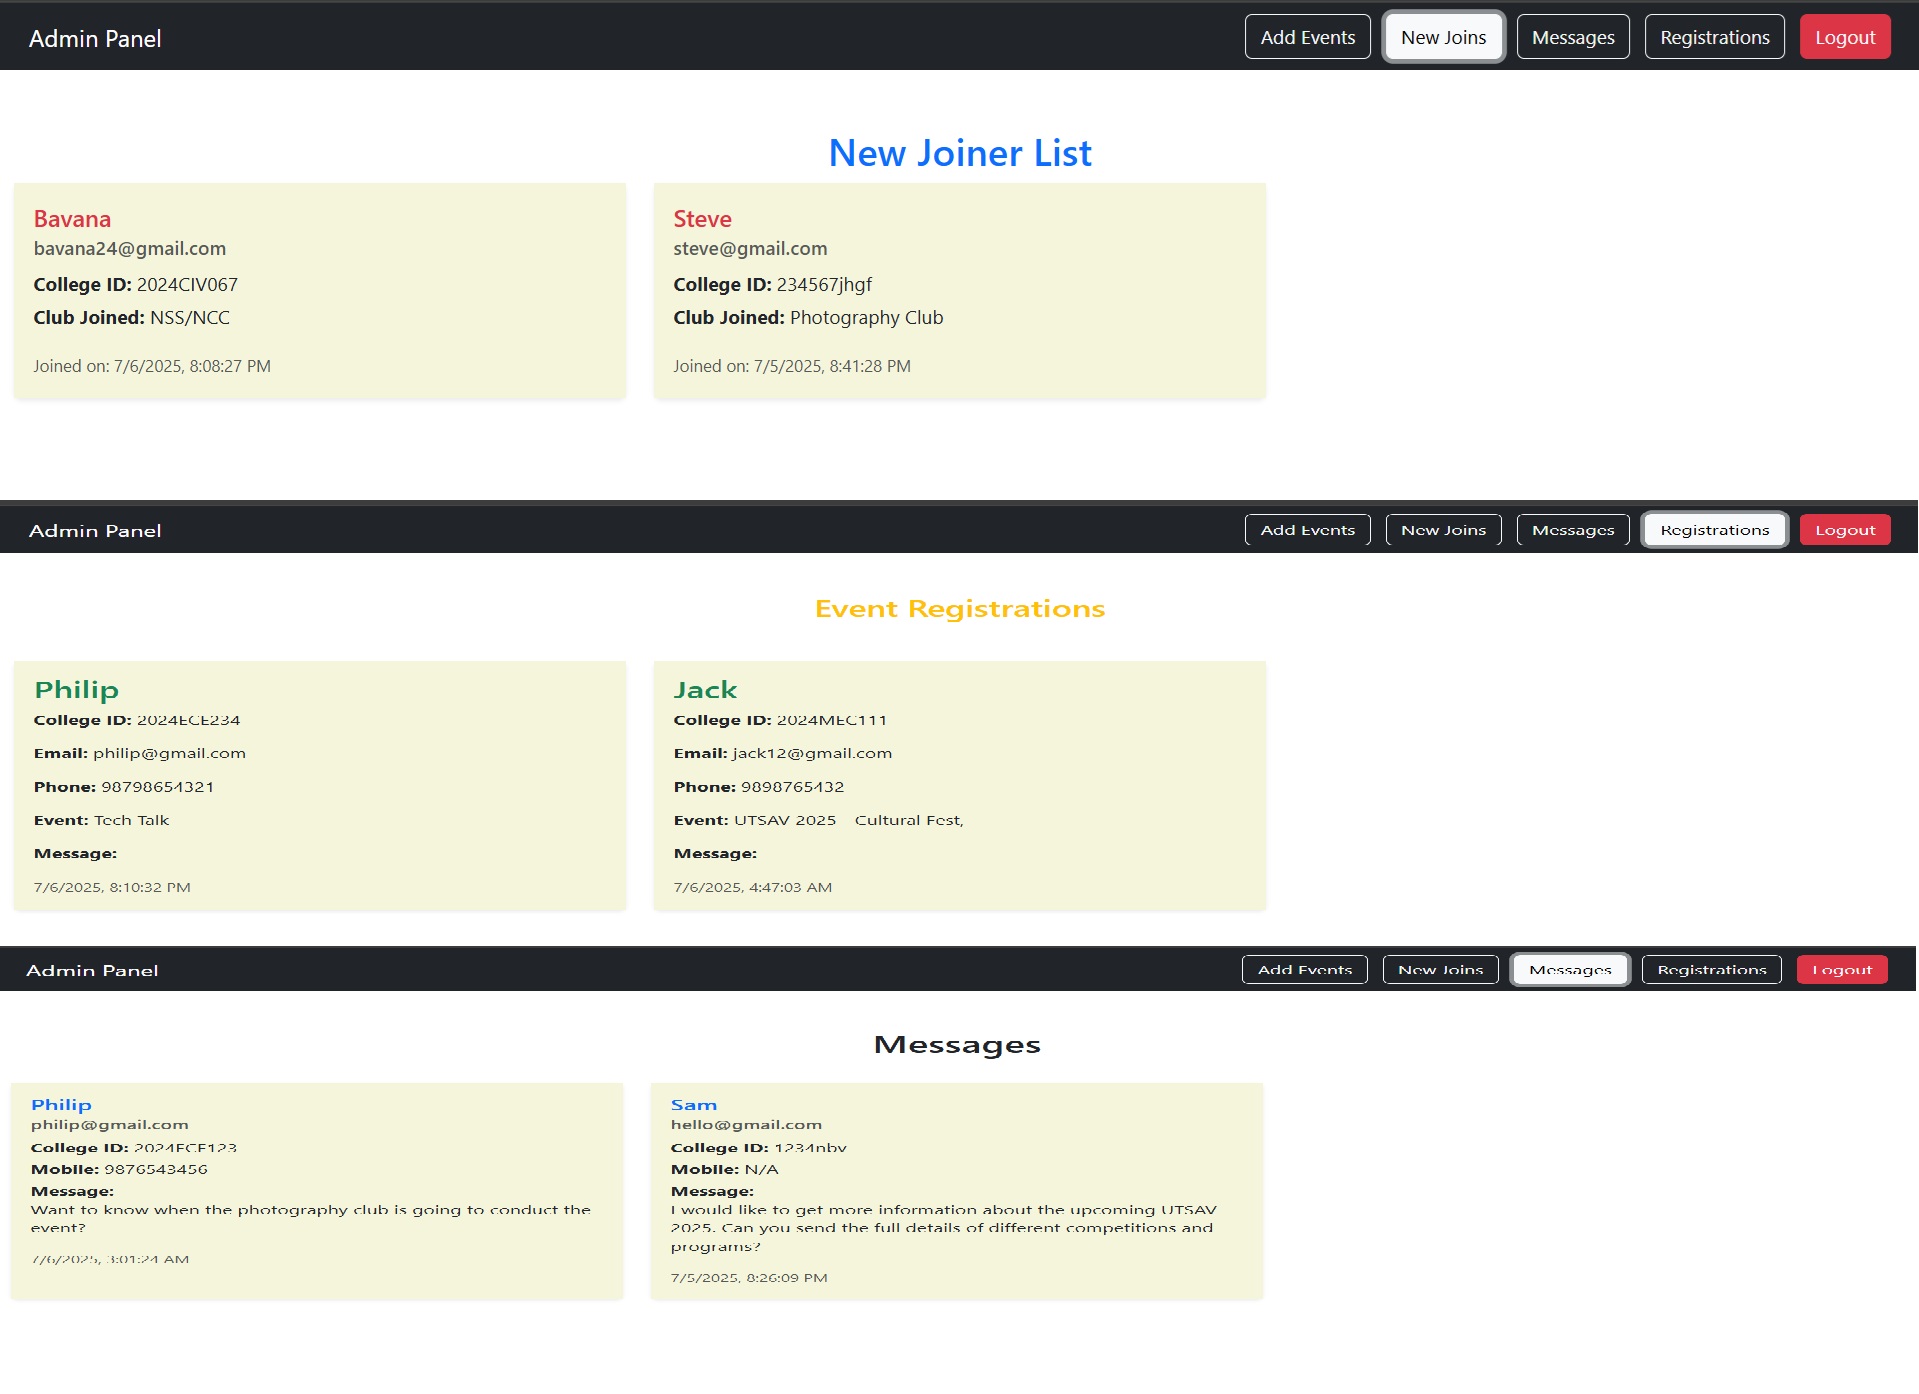 Admin Panel Add Events New Joins Messages Registrations Logout
New Joiner List
Bavana
bavana24@gmail.com
College ID: 2024CIV067
Club Joined: NSS/NCC
Joined on: 7/6/2025, 8:08:27 PM
Steve
steve@gmail.com
College ID: 234567jhgf
Club Joined: Photography Club
Joined on: 7/5/2025, 8:41:28 PM
Admin Panel Add Events New Joins Messages Registrations Logout
Event Registrations
Philip
College ID: 2024ECE234
Email: philip@gmail.com
Phone: 98798654321
Event: Tech Talk
Message:
7/6/2025, 8:10:32 PM
Jack
College ID: 2024MEC111
Email: jack12@gmail.com
Phone: 9898765432
Event: UTSAV 2025 Cultural Fest,
Message:
7/6/2025, 4:47:03 AM
Admin Panel Add Events New Joins Messages Registrations Logout
Messages
Philip
philip@gmail.com
College ID: 2024ECE123
Mobile: 9876543456
Message:
Want to know when the photography club is going to conduct the
event?
7/6/2025, 3:01:24 AM
Sam
hello@gmail.com
College ID: 1234nbv
Mobile: N/A
Message:
I would like to get more information about the upcoming UTSAV
2025. Can you send the full details of different competitions and
programs?
7/5/2025, 8:26:09 PM